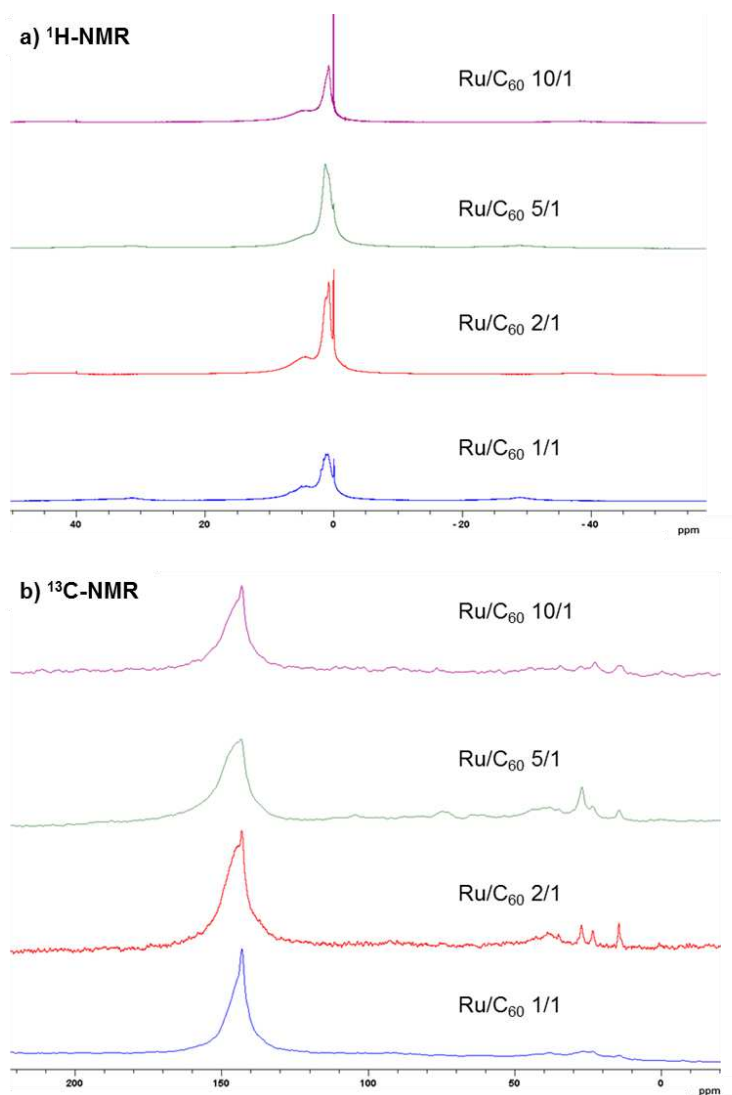 a) ¹H-NMR
Ru/C₆₀ 10/1
Ru/C₆₀ 5/1
Ru/C₆₀ 2/1
Ru/C₆₀ 1/1
40 20 0 -20 -40
ppm
b) ¹³C-NMR
Ru/C₆₀ 10/1
Ru/C₆₀ 5/1
Ru/C₆₀ 2/1
Ru/C₆₀ 1/1
200 150 100 50 0
ppm